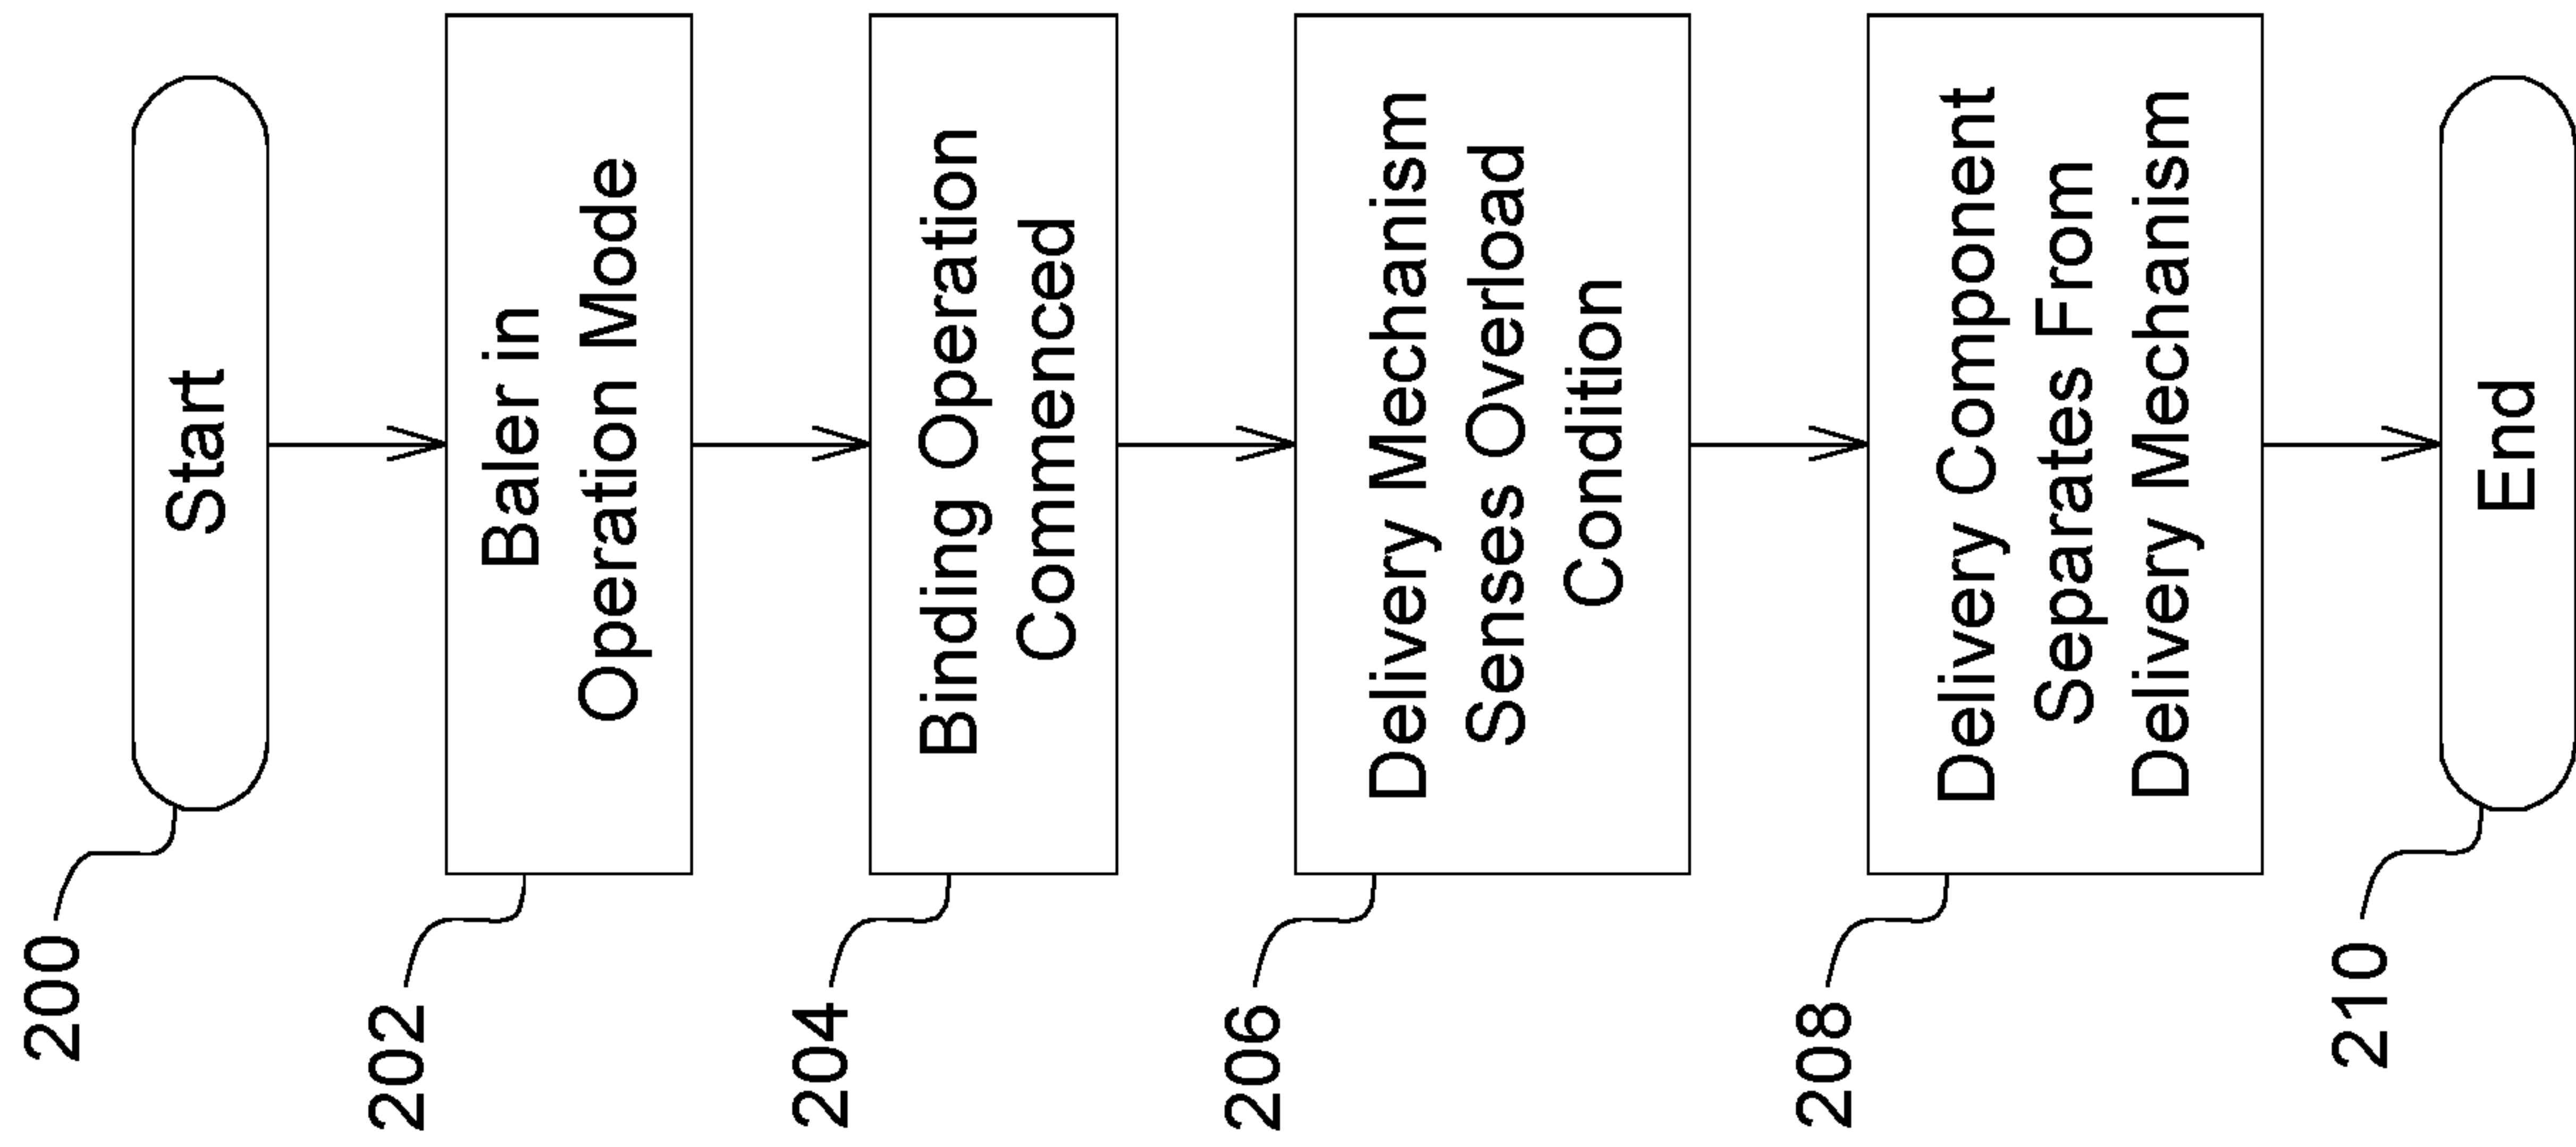 200
Start
202
Baler in
Operation Mode
204
Binding Operation
Commenced
206
Delivery Mechanism
Senses Overload
Condition
208
Delivery Component
Separates From
Delivery Mechanism
210
End